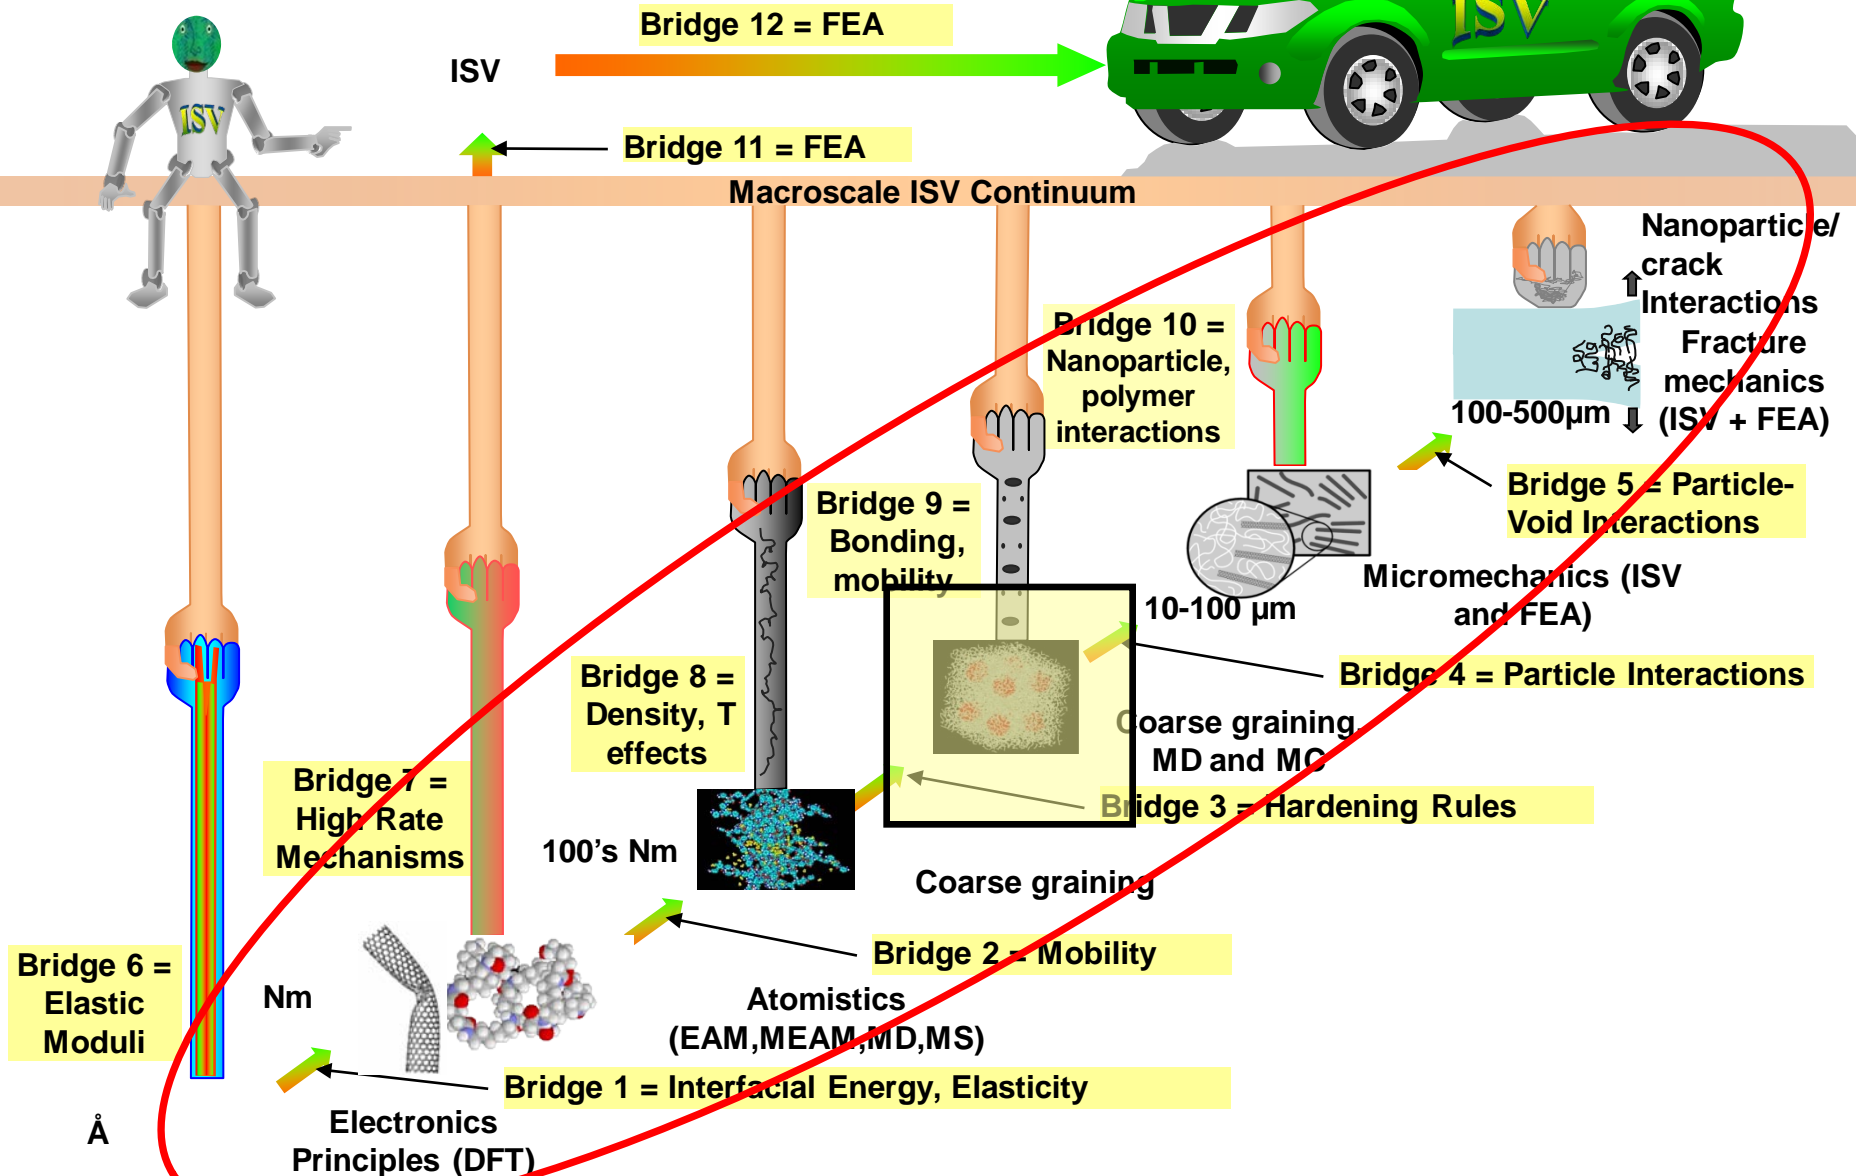 Bridge 12 = FEA
ISV
ISV
ISV
Bridge 11 = FEA
Macroscale ISV Continuum
Nanoparticle/
crack
Interactions
Fracture
mechanics
(ISV + FEA)
100-500µm
Bridge 10 =
Nanoparticle,
polymer
interactions
Bridge 5 = Particle-
Void Interactions
Bridge 9 =
Bonding,
mobility
Micromechanics (ISV
and FEA)
10-100 µm
Bridge 4 = Particle Interactions
Bridge 8 =
Density, T
effects
Coarse graining,
MD and MC
Bridge 3 = Hardening Rules
Bridge 7 =
High Rate
Mechanisms
100's Nm
Coarse graining
Bridge 2 = Mobility
Bridge 6 =
Elastic
Moduli
Nm
Atomistics
(EAM,MEAM,MD,MS)
Bridge 1 = Interfacial Energy, Elasticity
Å
Electronics
Principles (DFT)